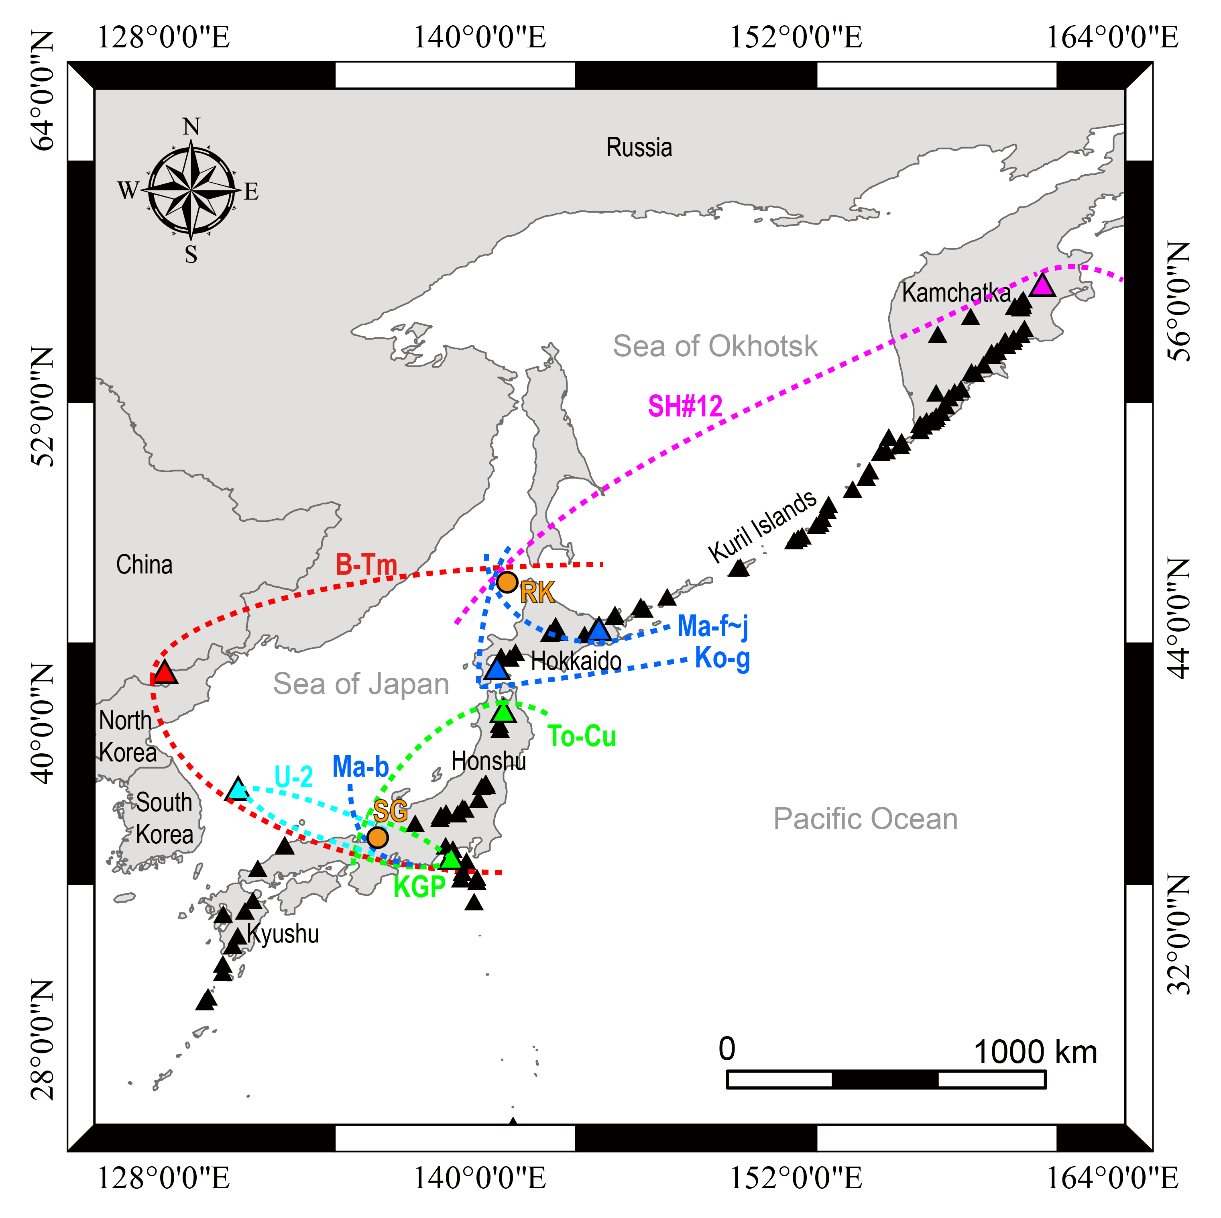 128°0'0"E
140°0'0"E
152°0'0"E
164°0'0"E
64°0'0"N
52°0'0"N
40°0'0"N
28°0'0"N
56°0'0"N
44°0'0"N
32°0'0"N
N
W
E
S
Russia
Kamchatka
Sea of Okhotsk
SH#12
Kuril Islands
China
B-Tm
RK
Ma-f~j
Ko-g
Hokkaido
Sea of Japan
North
Korea
To-Cu
Honshu
Ma-b
U-2
South
Korea
SG
Pacific Ocean
KGP
Kyushu
0
1000 km
128°0'0"E
140°0'0"E
152°0'0"E
164°0'0"E